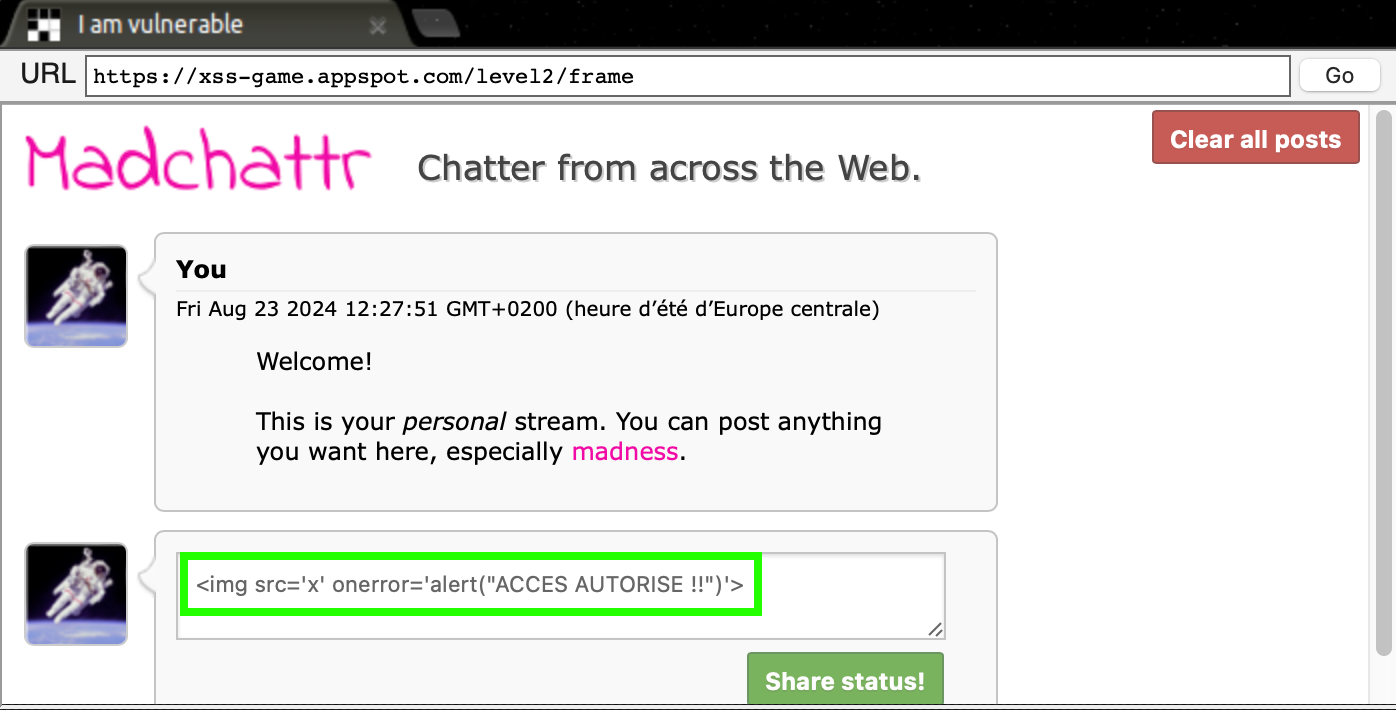 I am vulnerable
URL https://xss-game.appspot.com/level2/frame Go
Madchattr Chatter from across the Web. Clear all posts
You
Fri Aug 23 2024 12:27:51 GMT+0200 (heure d’été d’Europe centrale)
Welcome!
This is your personal stream. You can post anything
you want here, especially madness.
<img src='x' onerror='alert("ACCES AUTORISE !!")'>
Share status!